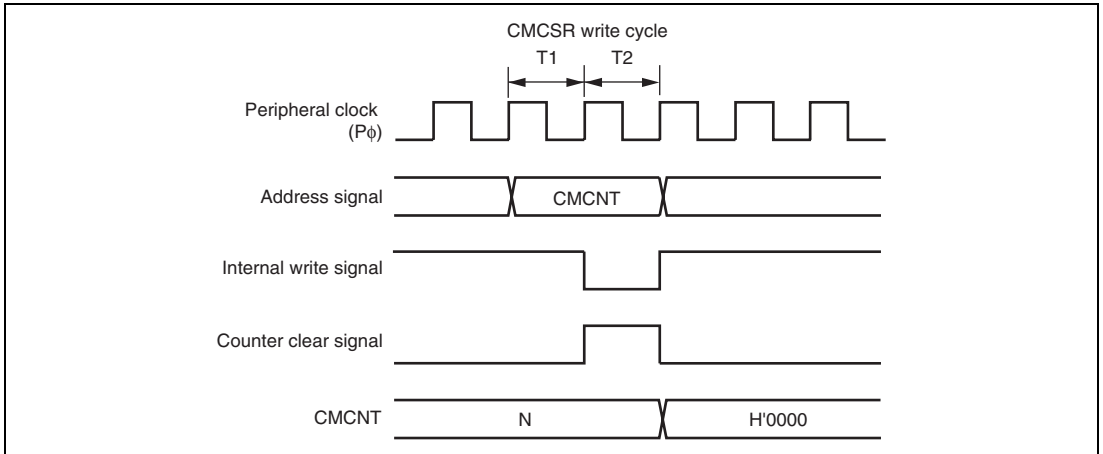 CMCSR write cycle
T1 T2
Peripheral clock
(Pϕ)
Address signal CMCNT
Internal write signal
Counter clear signal
CMCNT N H'0000